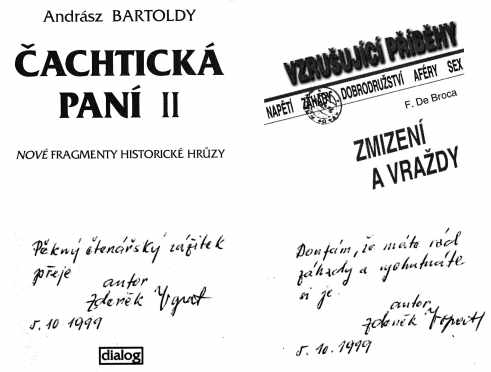 Andrász BARTOLDY
ČACHTICKÁ
PANÍ II
NOVÉ FRAGMENTY HISTORICKÉ HRŮZY
Pěkný čtenářský zážitek
přeje
autor
Zdeněk
5.10 1999
dialog
VZRUŠUJÍCÍ PŘÍBĚHY
NAPĚTÍ ZÁHADY DOBRODRUŽSTVÍ AFÉRY SEX
F. De Broca
ZMIZENÍ
A VRAŽDY
Doufám, že máte rád
záhady a vychutnáte
si je.
autor
Zdeněk
5. 10. 1999